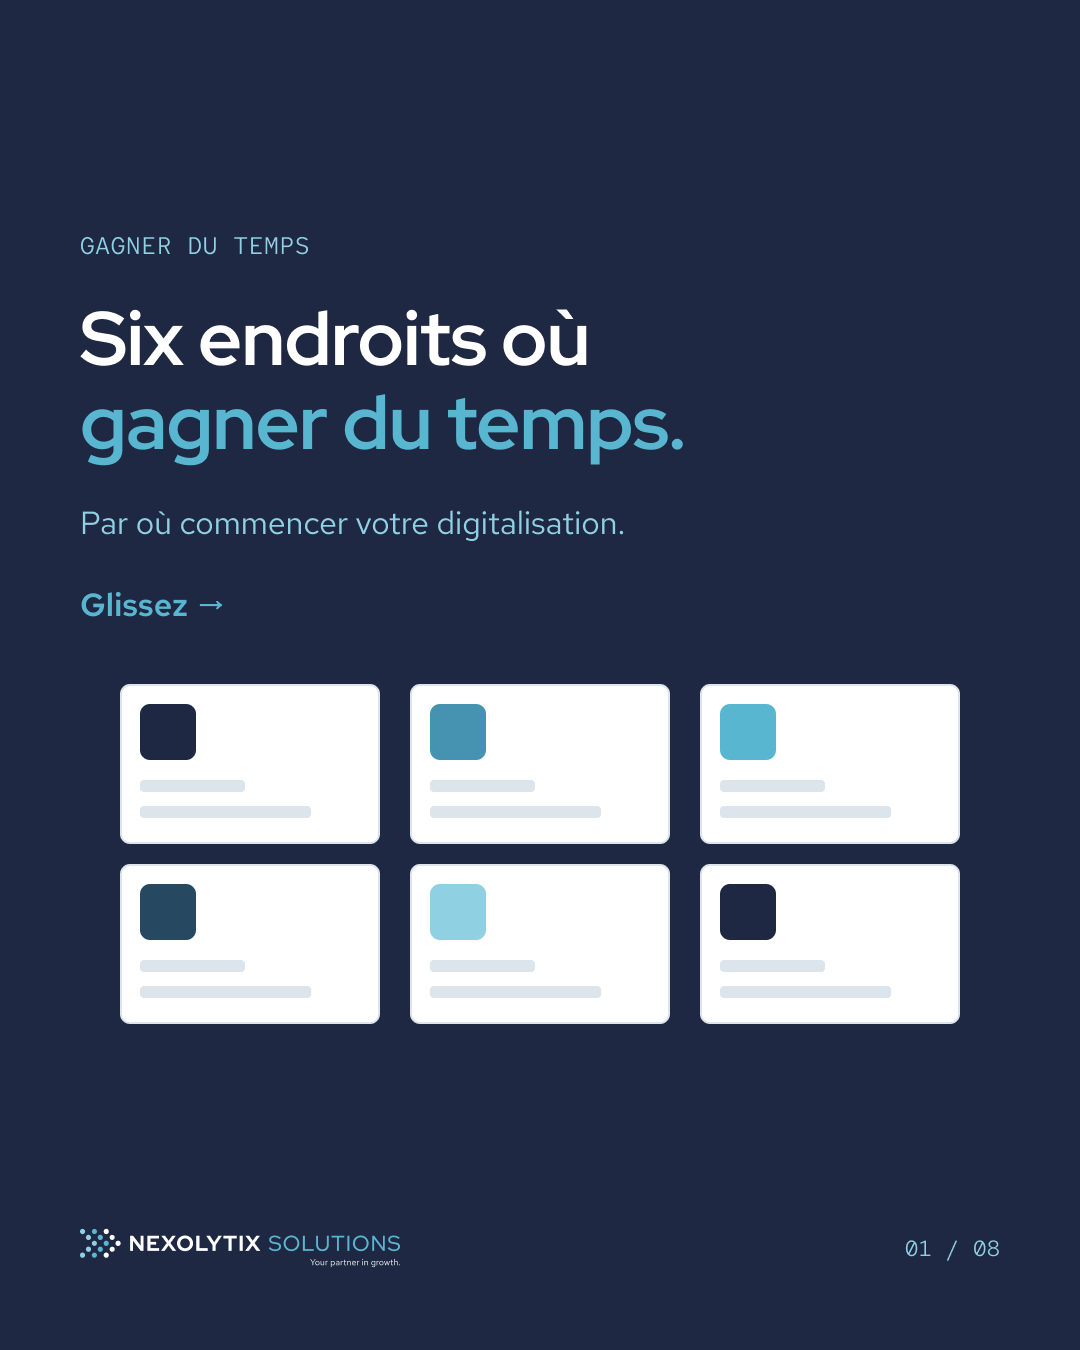 GAGNER DU TEMPS
Six endroits où
gagner du temps.
Par où commencer votre digitalisation.
Glissez →
NEXOLYTIX SOLUTIONS
Your partner in growth.
01 / 08